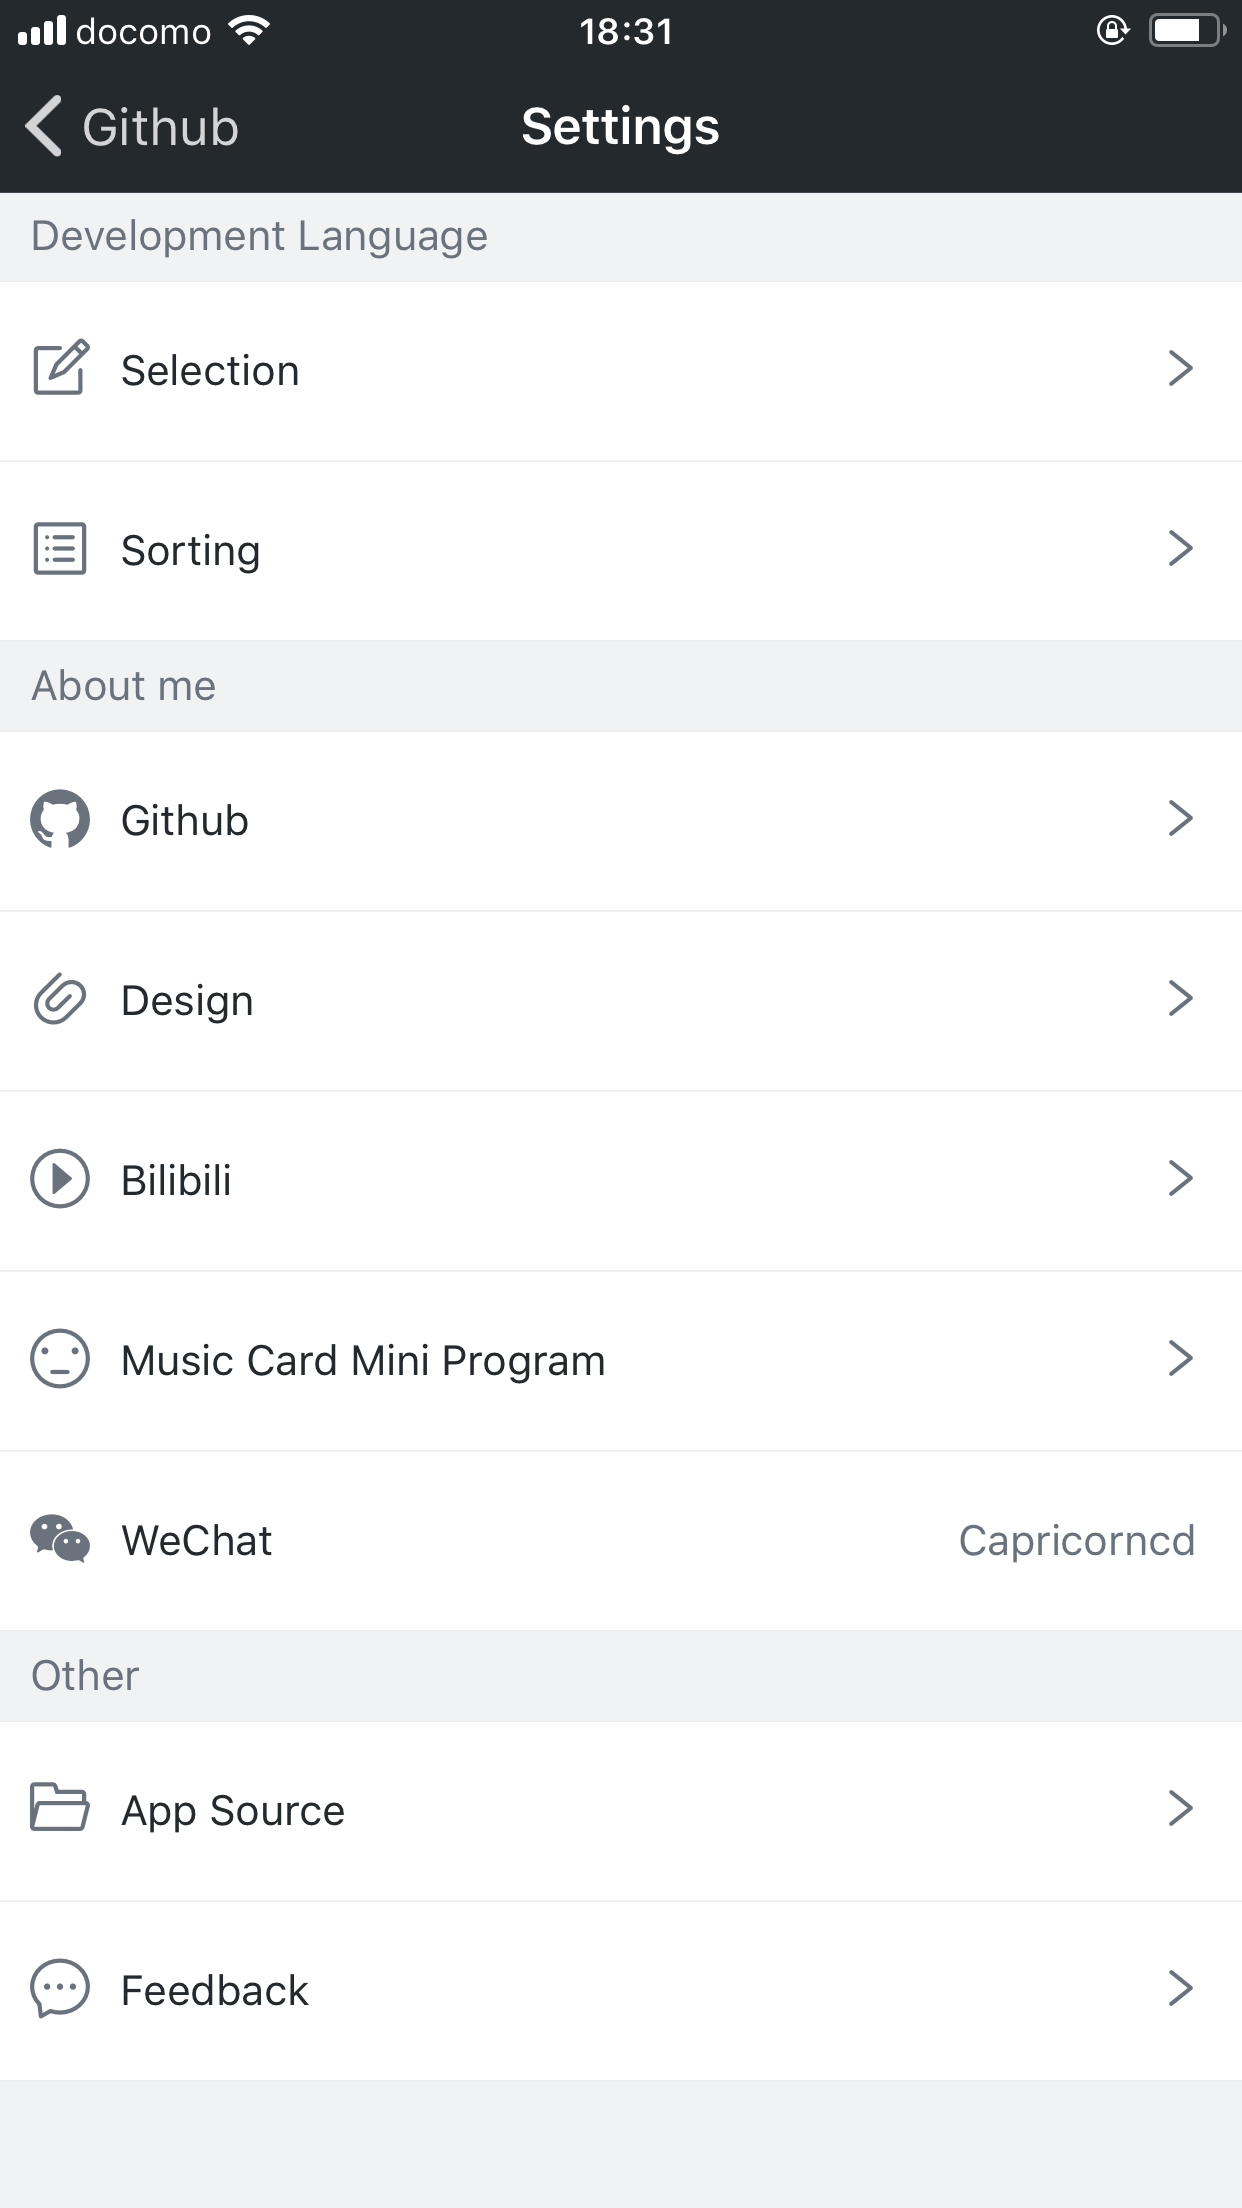 docomo 18:31
Github Settings
Development Language
Selection
Sorting
About me
Github
Design
Bilibili
Music Card Mini Program
WeChat Capricorncd
Other
App Source
Feedback